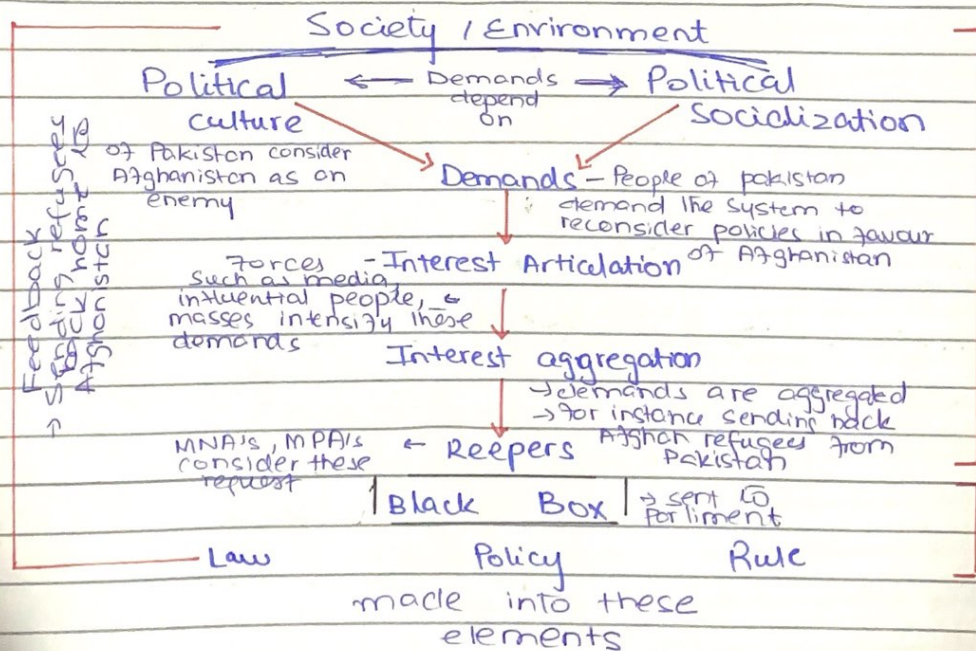 Society / Environment
Political ← Demands → Political
depend
on
culture
Socialization
of Pakistan consider
Afghanistan as an
enemy
Demands - People of pakistan
demand the system to
reconsider policies in favour
of Afghanistan
forces - Interest Articelation
Such as media,
influential people, ←
masses intensify these
demands
Interest aggregation
→ demands are aggregated
→ for instance sending back
Afghan refugees from
Pakistan
MNA's, MPA's ← Reepers
consider these
request
Black Box → sent to
Parliment
Law Policy Rule
made into these
elements
Feedback
→ Sending refugees
back home to
Afghanistan